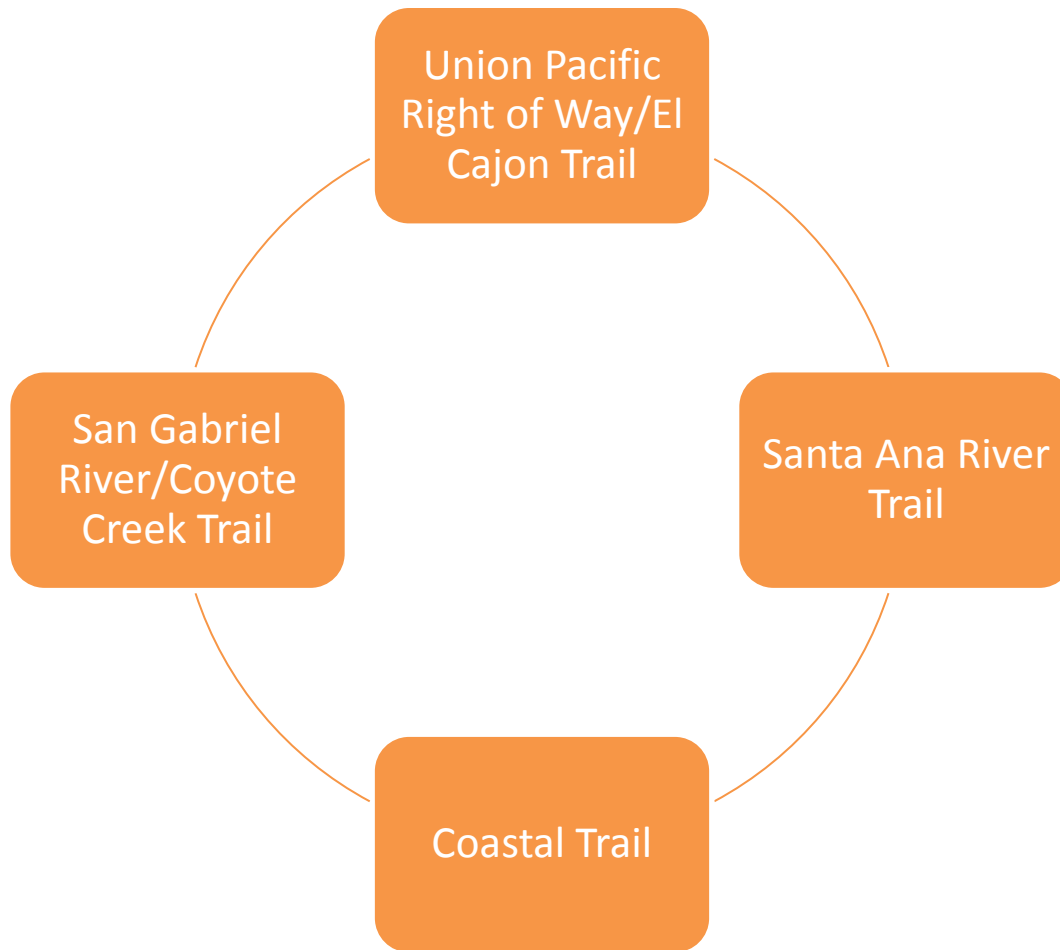 Union Pacific
Right of Way/El
Cajon Trail
San Gabriel
River/Coyote
Creek Trail
Santa Ana River
Trail
Coastal Trail